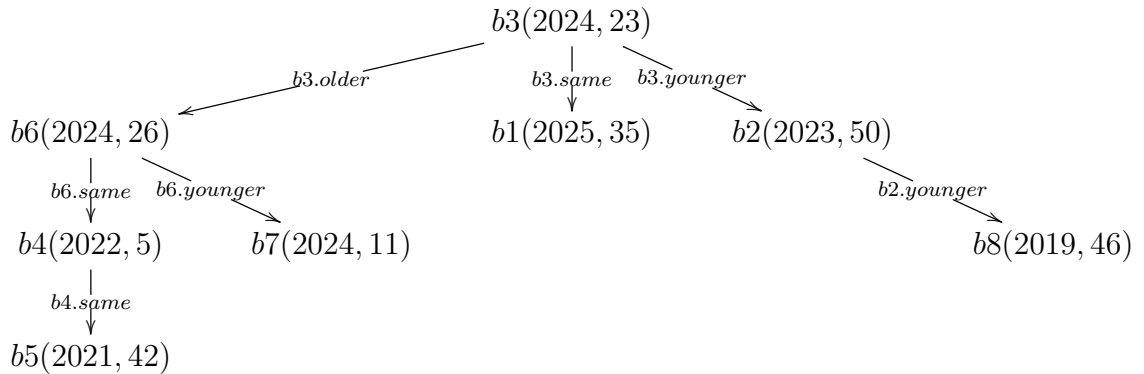 b3(2024, 23)
b3.older
b3.same
b3.younger
b6(2024, 26)
b1(2025, 35)
b2(2023, 50)
b6.same
b6.younger
b2.younger
b4(2022, 5)
b7(2024, 11)
b8(2019, 46)
b4.same
b5(2021, 42)